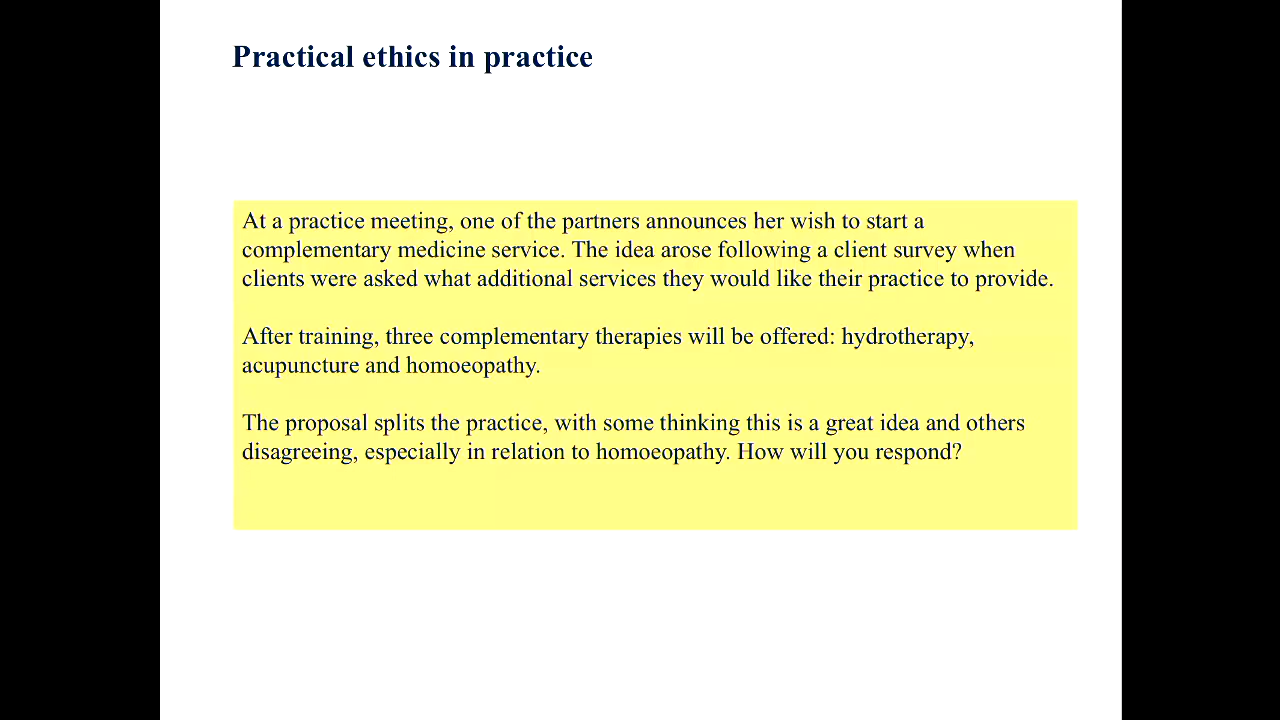 Practical ethics in practice
At a practice meeting, one of the partners announces her wish to start a
complementary medicine service. The idea arose following a client survey when
clients were asked what additional services they would like their practice to provide.
After training, three complementary therapies will be offered: hydrotherapy,
acupuncture and homoeopathy.
The proposal splits the practice, with some thinking this is a great idea and others
disagreeing, especially in relation to homoeopathy. How will you respond?